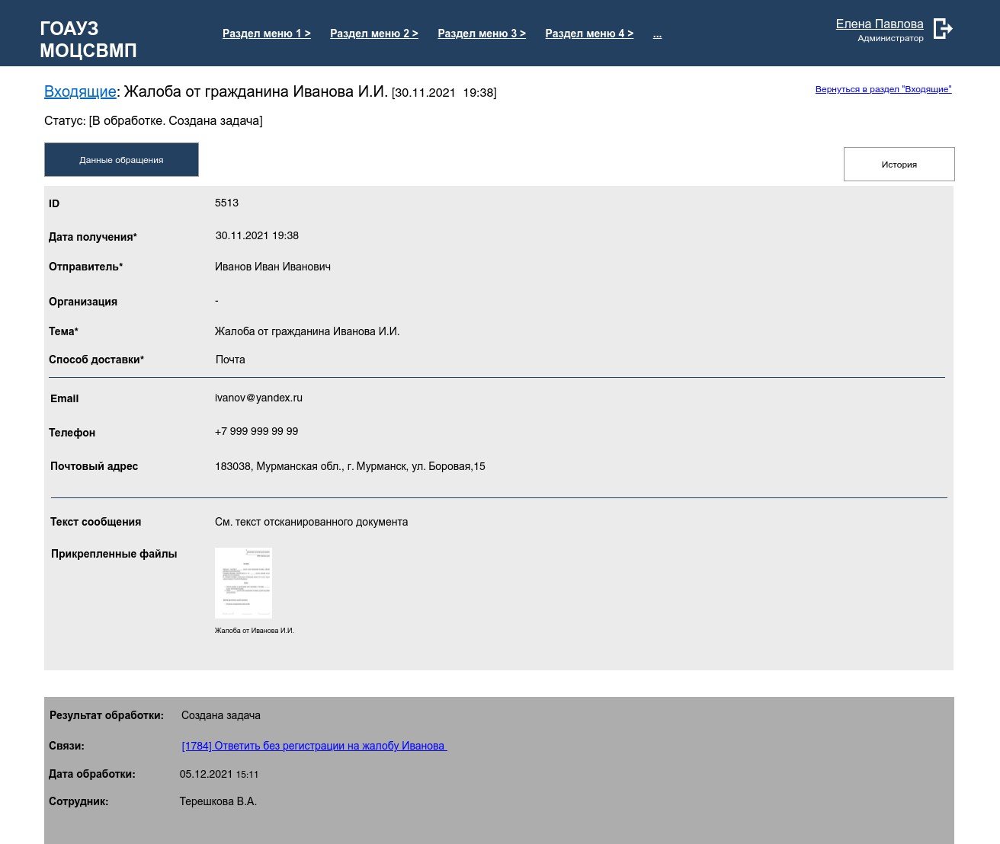 ГОАУЗ
МОЦСВМП
Раздел меню 1 > Раздел меню 2 > Раздел меню 3 > Раздел меню 4 > ...
Елена Павлова
Администратор
Входящие: Жалоба от гражданина Иванова И.И. [30.11.2021 19:38]
Вернуться в раздел "Входящие"
Статус: [В обработке. Создана задача]
Данные обращения
История
ID 5513
Дата получения* 30.11.2021 19:38
Отправитель* Иванов Иван Иванович
Организация -
Тема* Жалоба от гражданина Иванова И.И.
Способ доставки* Почта
Email ivanov@yandex.ru
Телефон +7 999 999 99 99
Почтовый адрес 183038, Мурманская обл., г. Мурманск, ул. Боровая,15
Текст сообщения См. текст отсканированного документа
Прикрепленные файлы
Жалоба от Иванова И.И.
Результат обработки: Создана задача
Связи: [1784] Ответить без регистрации на жалобу Иванова
Дата обработки: 05.12.2021 15:11
Сотрудник: Терешкова В.А.